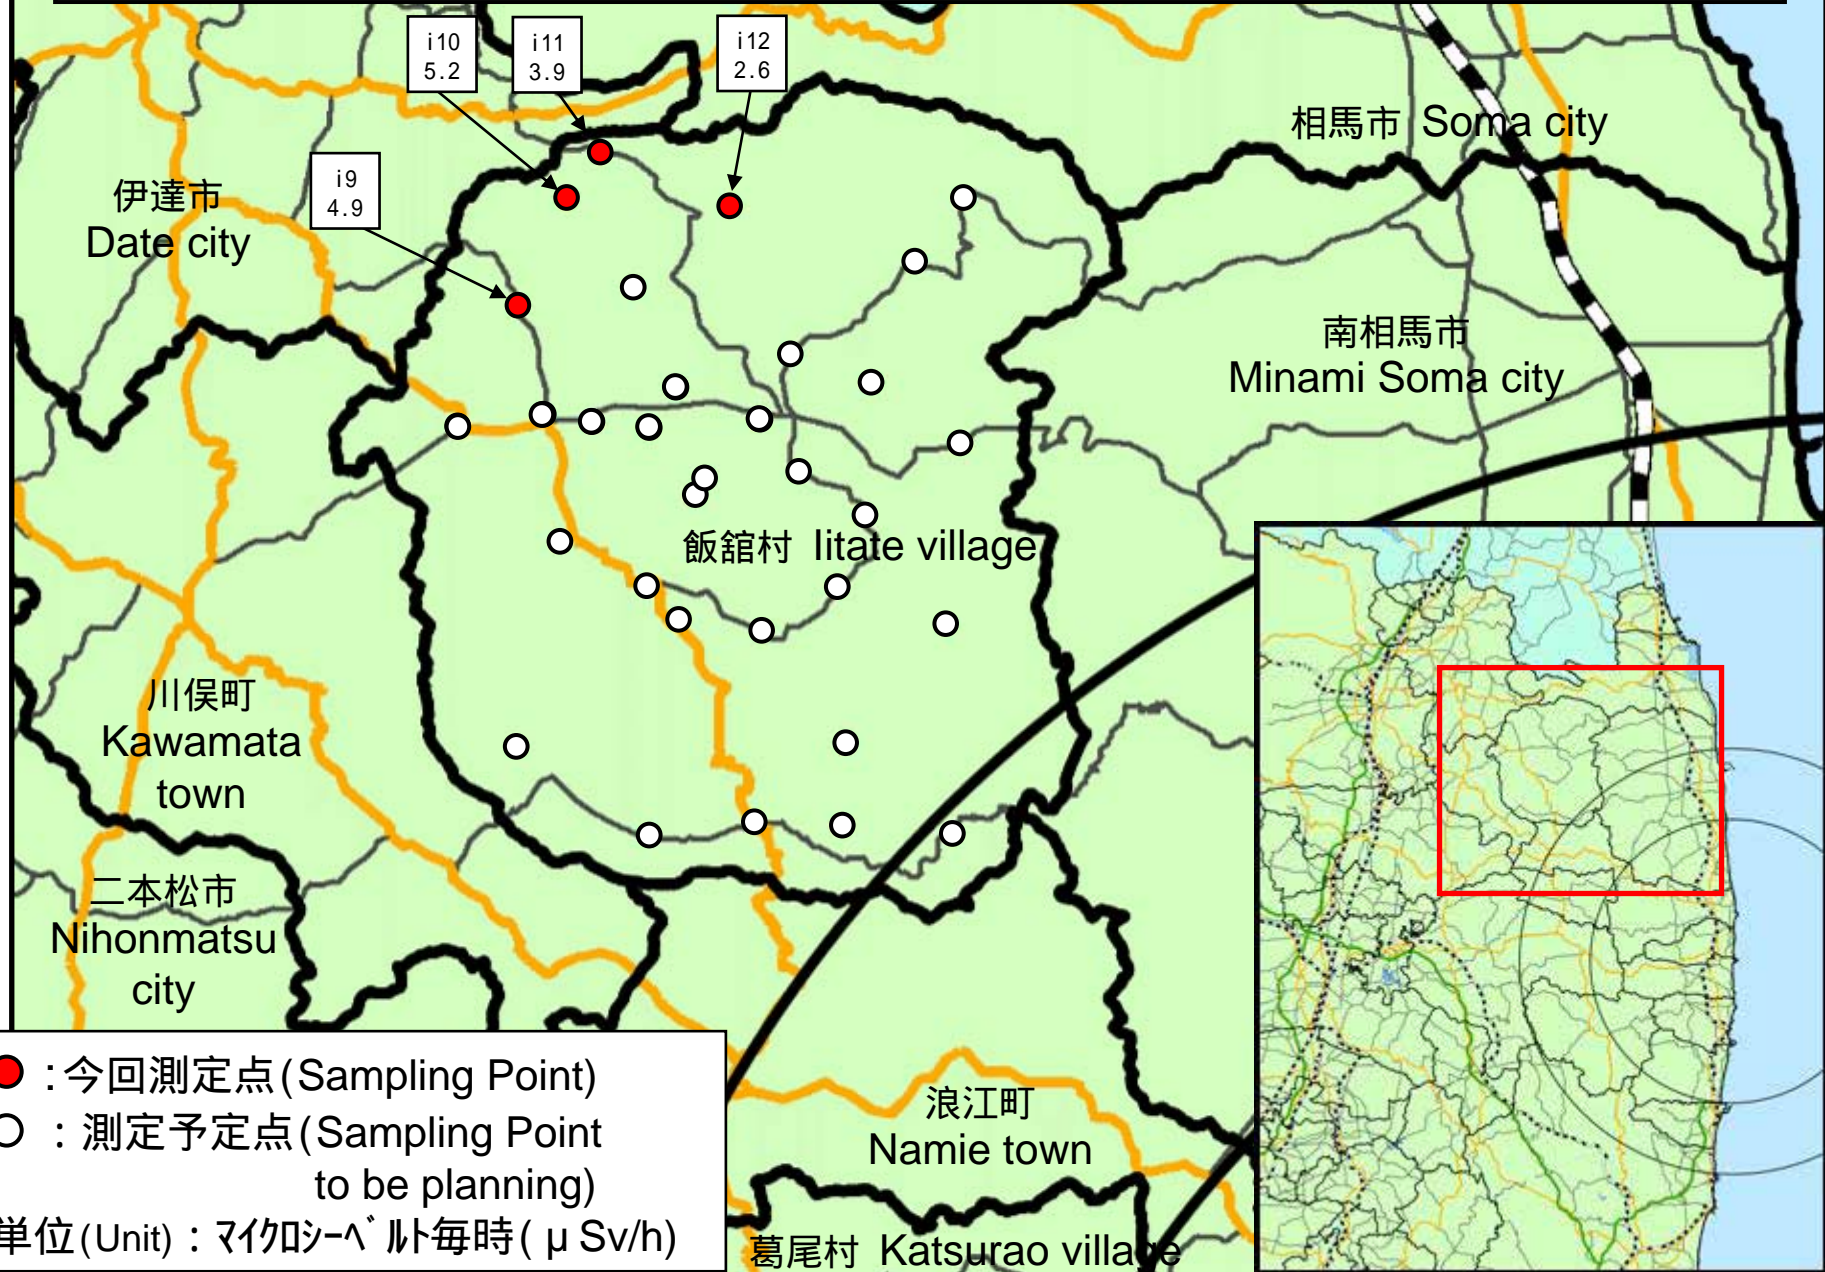 i10
5.2
i11
3.9
i12
2.6
i9
4.9
相馬市 Soma city
伊達市
Date city
南相馬市
Minami Soma city
飯舘村 Iitate village
川俣町
Kawamata
town
二本松市
Nihonmatsu
city
浪江町
Namie town
葛尾村 Katsurao village
:今回測定点(Sampling Point)
:測定予定点(Sampling Point
to be planning)
単位(Unit):マイクロシーベルト毎時(μSv/h)